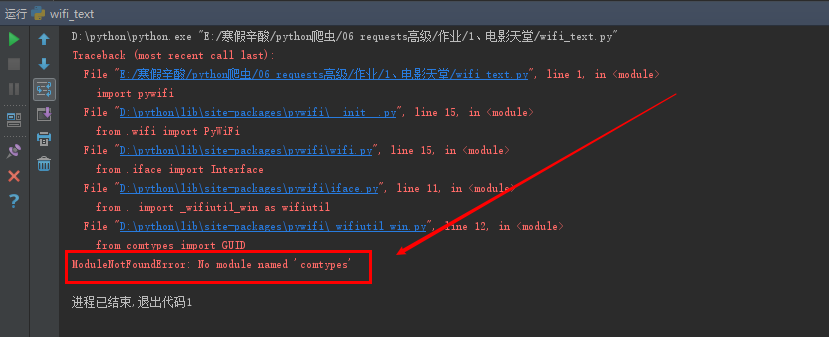 运行 wifi_text
D:\python\python.exe "E:/寒假辛酸/python爬虫/06 requests高级/作业/1、电影天堂/wifi_text.py"
Traceback (most recent call last):
File "E:/寒假辛酸/python爬虫/06 requests高级/作业/1、电影天堂/wifi_text.py", line 1, in <module>
import pywifi
File "D:\python\lib\site-packages\pywifi\__init__.py", line 15, in <module>
from .wifi import PyWiFi
File "D:\python\lib\site-packages\pywifi\wifi.py", line 15, in <module>
from .iface import Interface
File "D:\python\lib\site-packages\pywifi\iface.py", line 11, in <module>
from . import _wifiutil_win as wifiutil
File "D:\python\lib\site-packages\pywifi\_wifiutil_win.py", line 12, in <module>
from comtypes import GUID
ModuleNotFoundError: No module named 'comtypes'
进程已结束,退出代码1